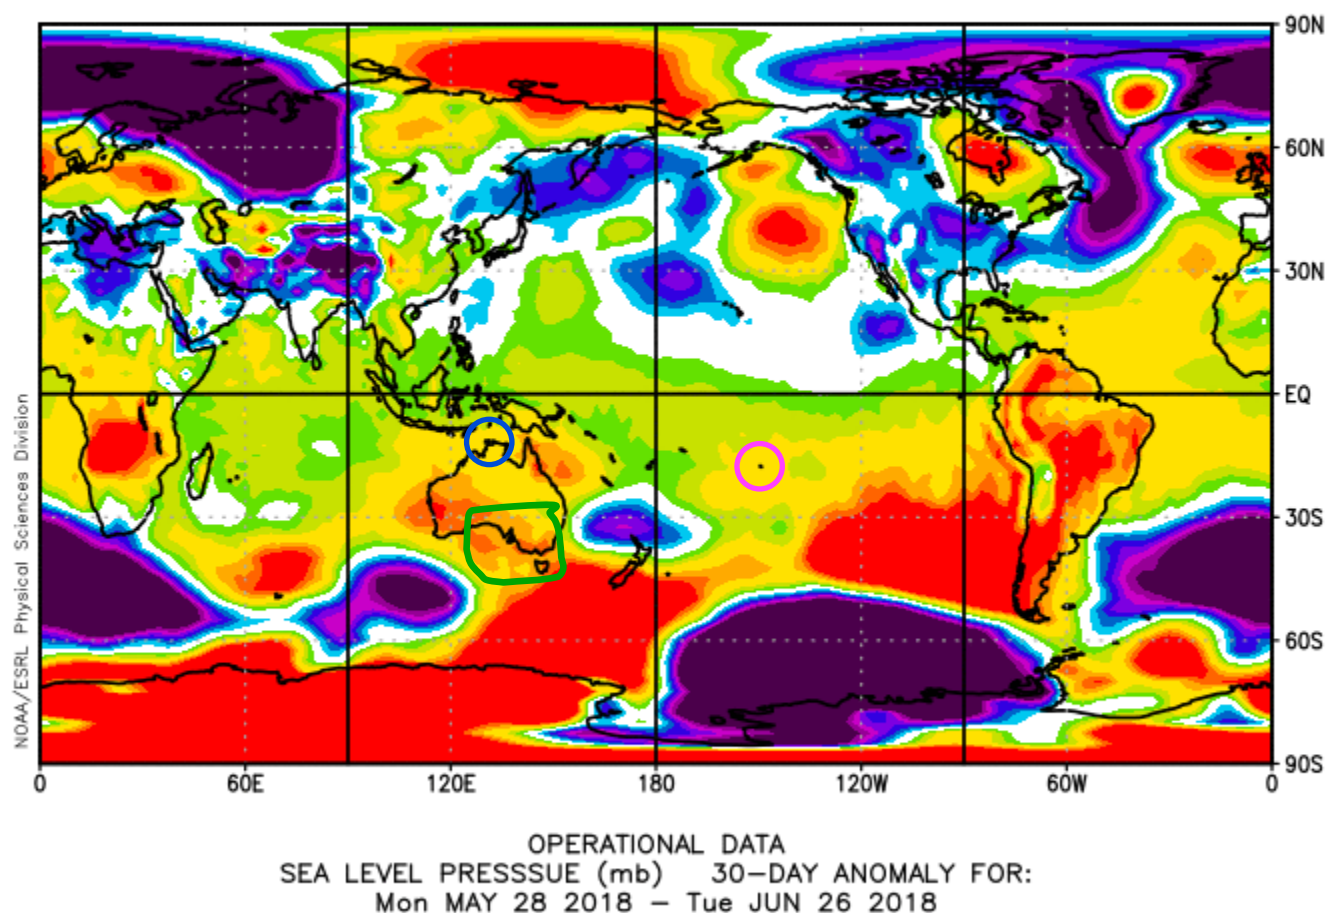 90N
60N
30N
EQ
30S
60S
90S
0 60E 120E 180 120W 60W 0
NOAA/ESRL Physical Sciences Division
OPERATIONAL DATA
SEA LEVEL PRESSSUE (mb) 30-DAY ANOMALY FOR:
Mon MAY 28 2018 - Tue JUN 26 2018